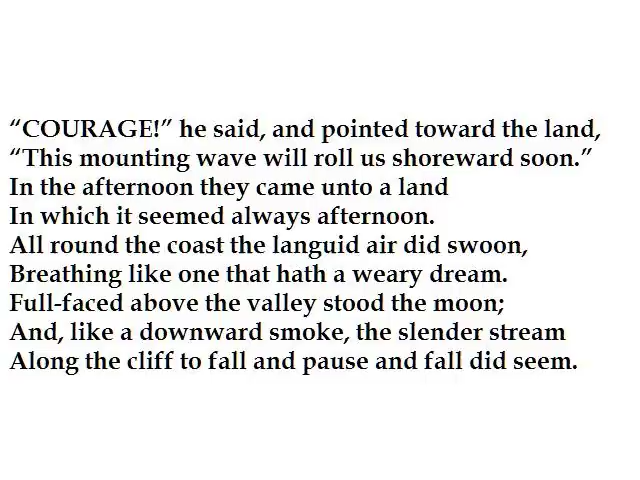 “COURAGE!” he said, and pointed toward the land,
“This mounting wave will roll us shoreward soon.”
In the afternoon they came unto a land
In which it seemed always afternoon.
All round the coast the languid air did swoon,
Breathing like one that hath a weary dream.
Full-faced above the valley stood the moon;
And, like a downward smoke, the slender stream
Along the cliff to fall and pause and fall did seem.